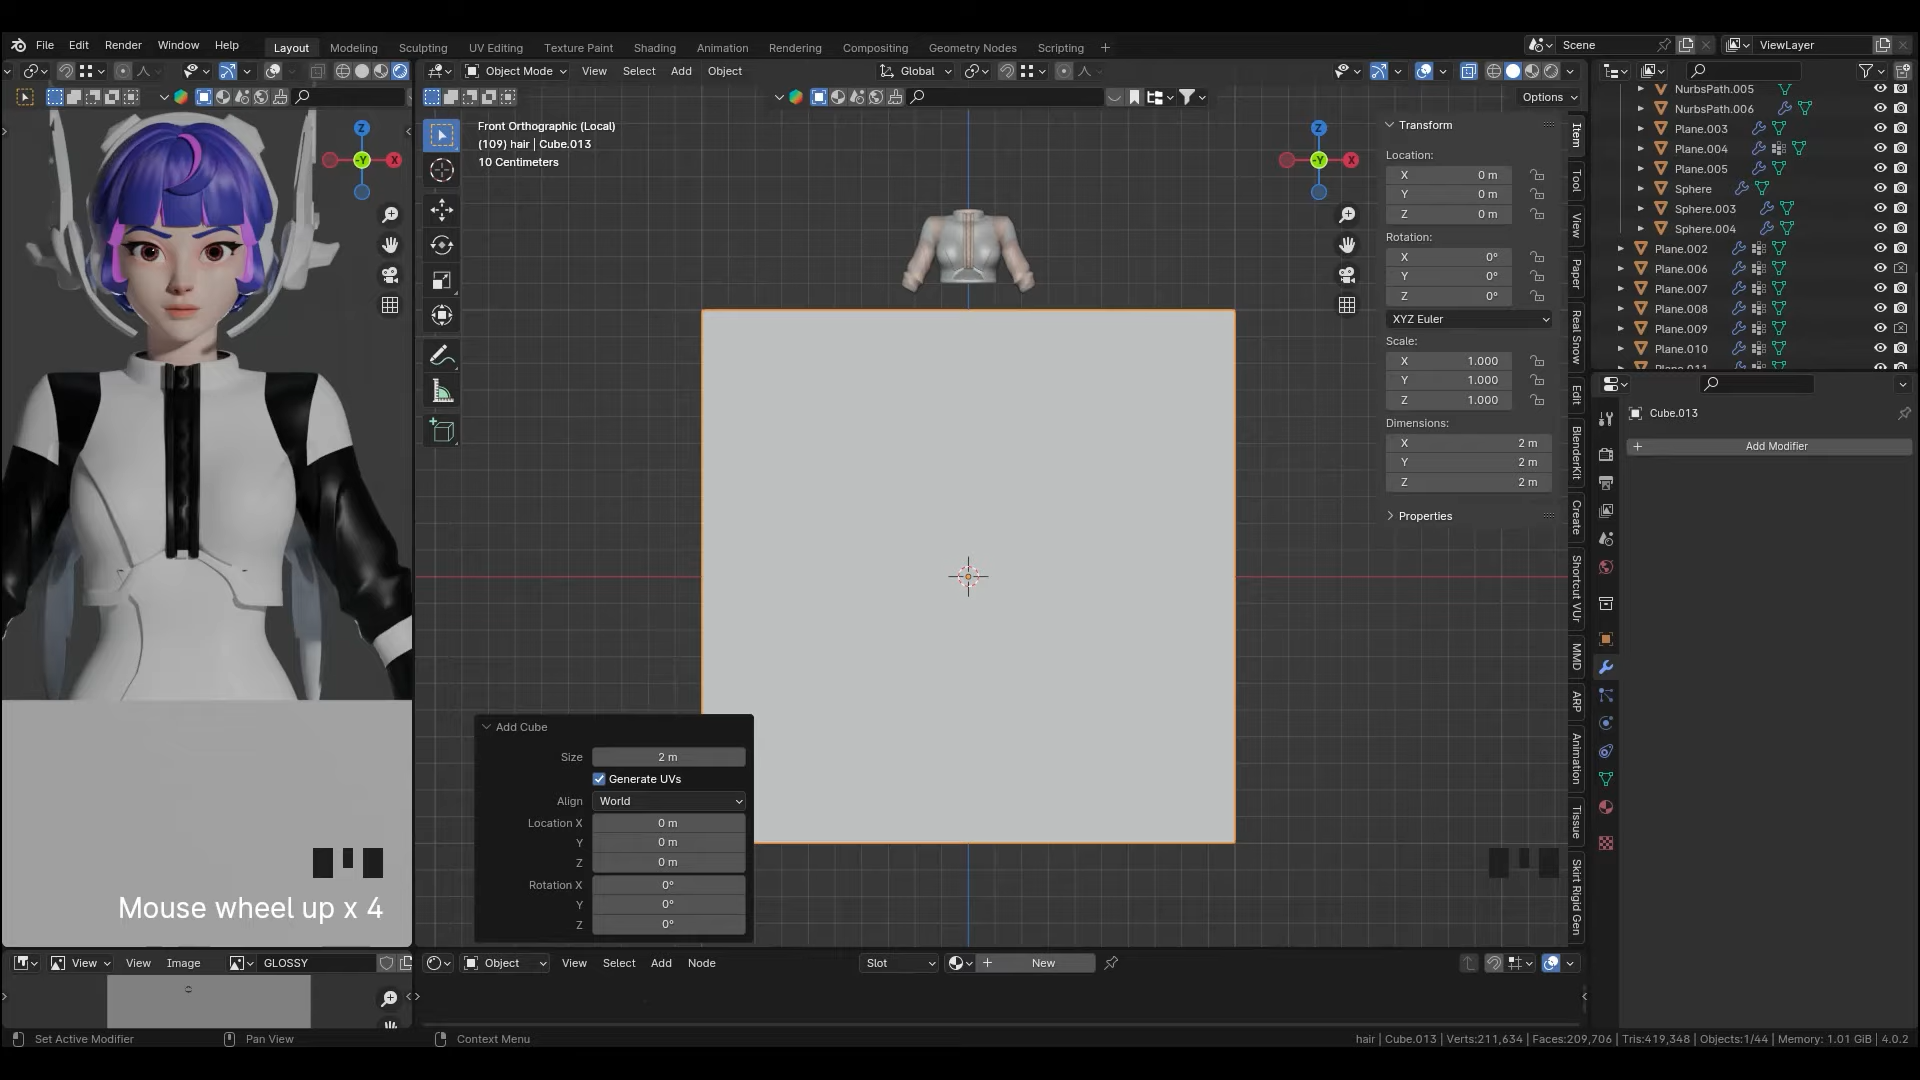 File Edit Render Window Help Layout Modeling Sculpting UV Editing Texture Paint Shading Animation Rendering Compositing Geometry Nodes Scripting + Scene ViewLayer
Object Mode View Select Add Object Global
Options
Front Orthographic (Local)
(109) hair | Cube.013
10 Centimeters
Z
X
-Y
Z
X
-Y
Transform
Location:
X 0 m
Y 0 m
Z 0 m
Rotation:
X 0°
Y 0°
Z 0°
XYZ Euler
Scale:
X 1.000
Y 1.000
Z 1.000
Dimensions:
X 2 m
Y 2 m
Z 2 m
Properties
Item
Tool
View
Paper
Real Snow
Edit
BlenderKit
Create
Shortcut VUr
MMD
ARP
Animation
Tissue
Skirt Rigid Gen
NurbsPath.005
NurbsPath.006
Plane.003
Plane.004
Plane.005
Sphere
Sphere.003
Sphere.004
Plane.002
Plane.006
Plane.007
Plane.008
Plane.009
Plane.010
Cube.013
+ Add Modifier
Add Cube
Size 2 m
Generate UVs
Align World
Location X 0 m
Y 0 m
Z 0 m
Rotation X 0°
Y 0°
Z 0°
Mouse wheel up x 4
View View Image GLOSSY
Object View Select Add Node Slot + New
Set Active Modifier Pan View Context Menu hair | Cube.013 | Verts:211,634 | Faces:209,706 | Tris:419,348 | Objects:1/44 | Memory: 1.01 GiB | 4.0.2